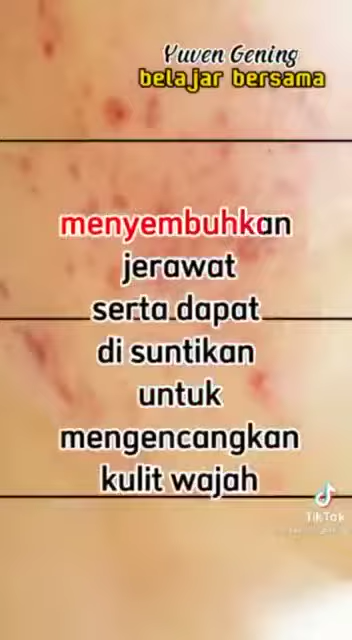 Yuven Gening
belajar bersama
menyembuhkan
jerawat
serta dapat
di suntikan
untuk
mengencangkan
kulit wajah
TikTok